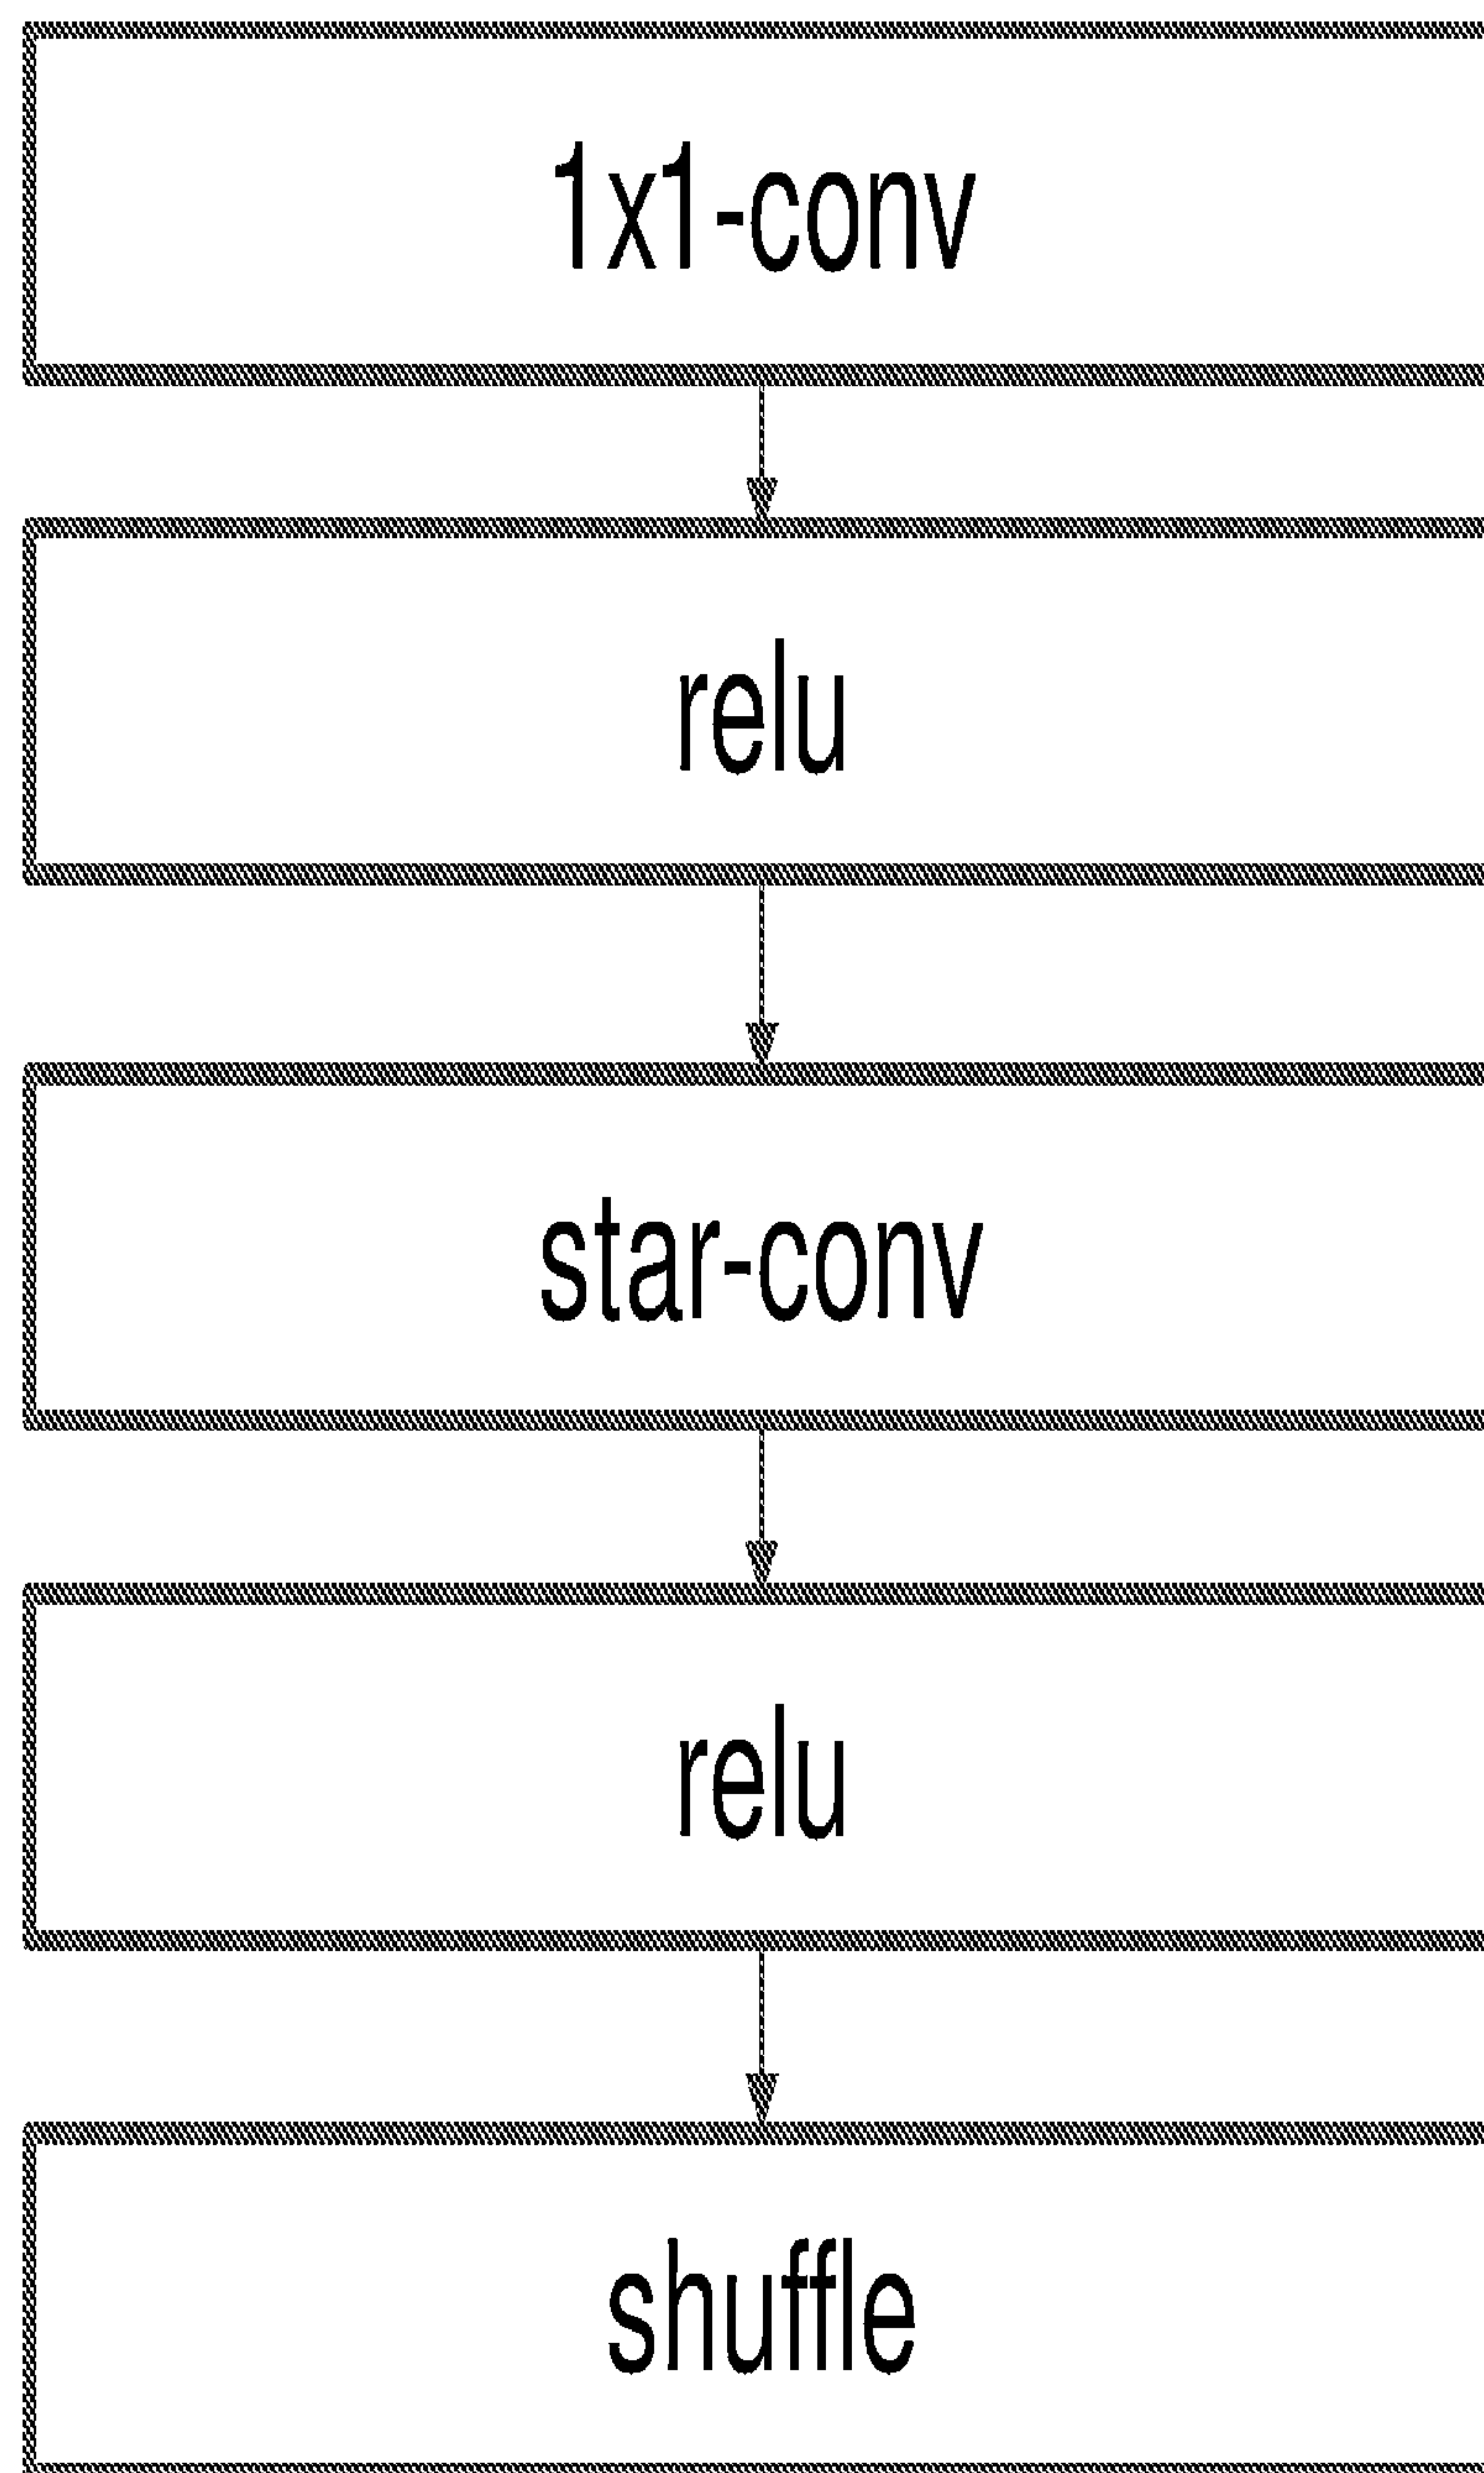 1x1-conv
relu
star-conv
relu
shuffle